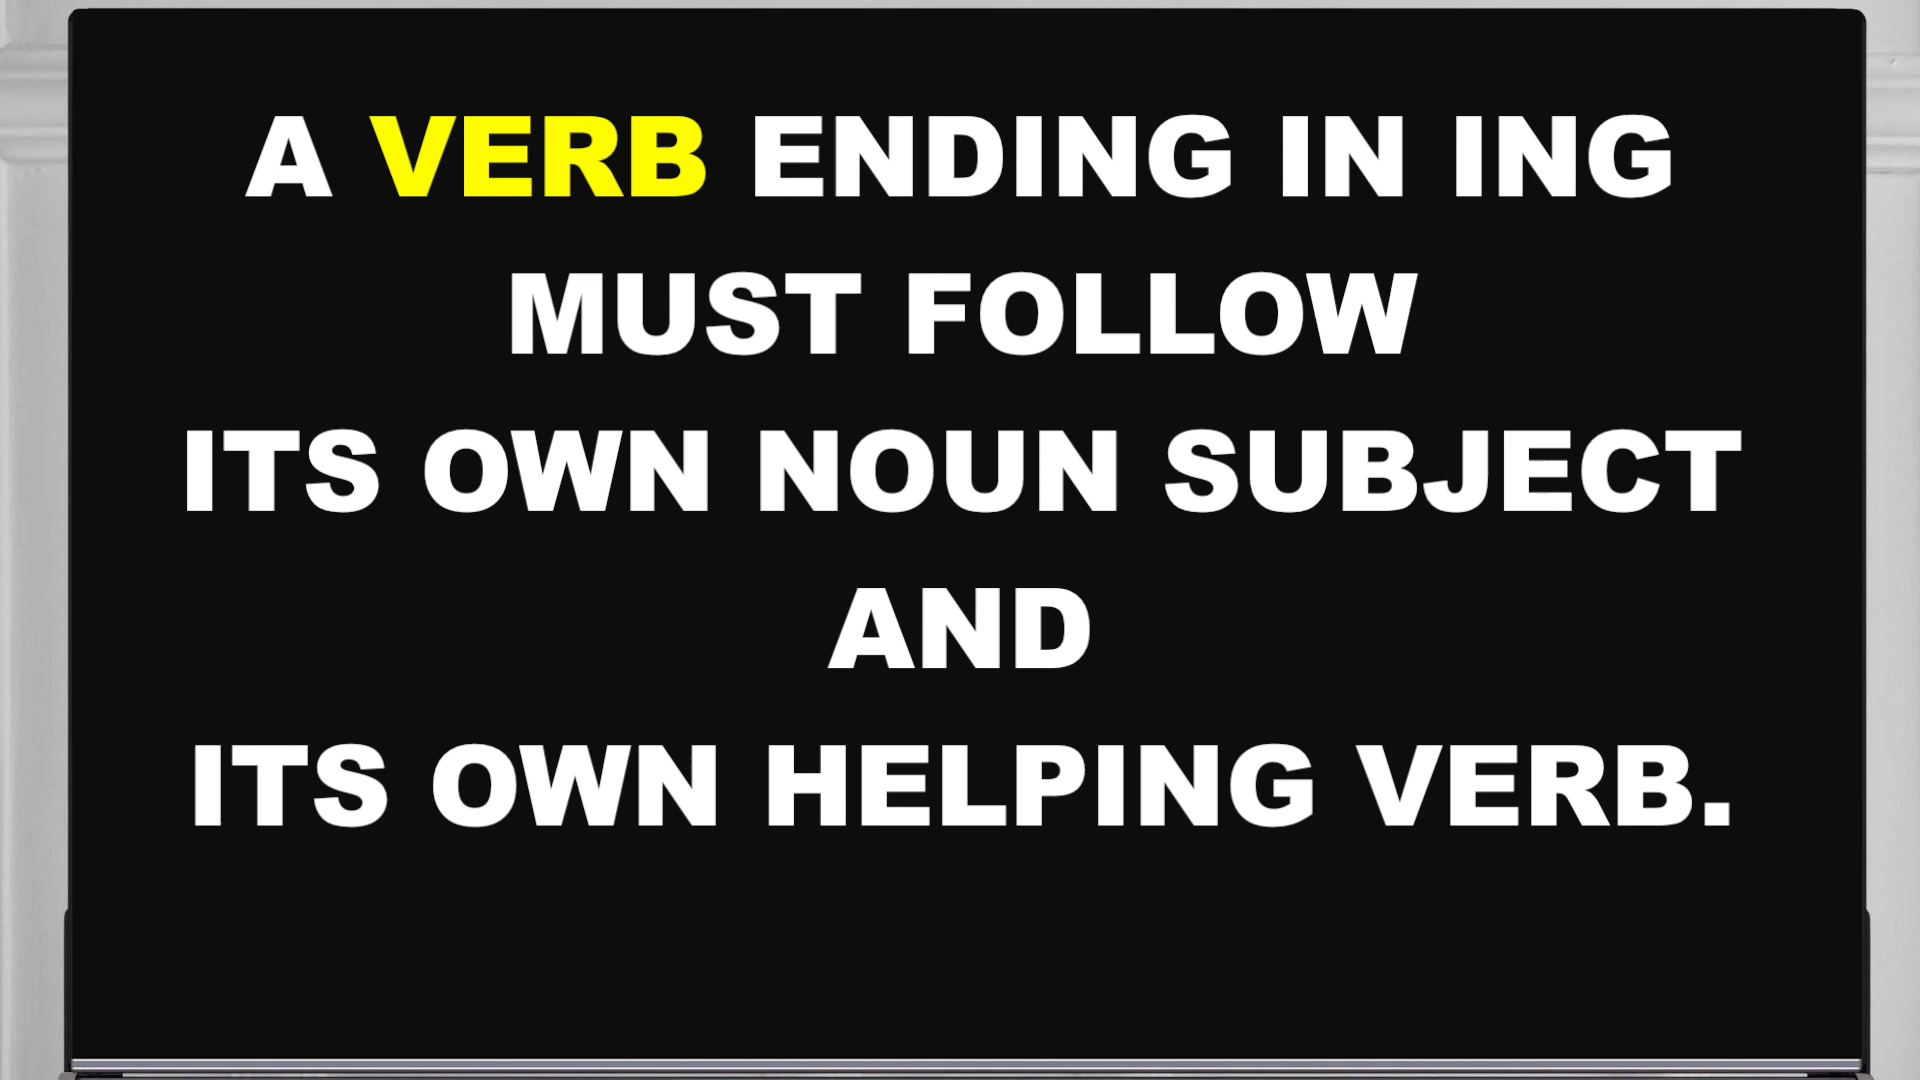 A VERB ENDING IN ING
MUST FOLLOW
ITS OWN NOUN SUBJECT
AND
ITS OWN HELPING VERB.